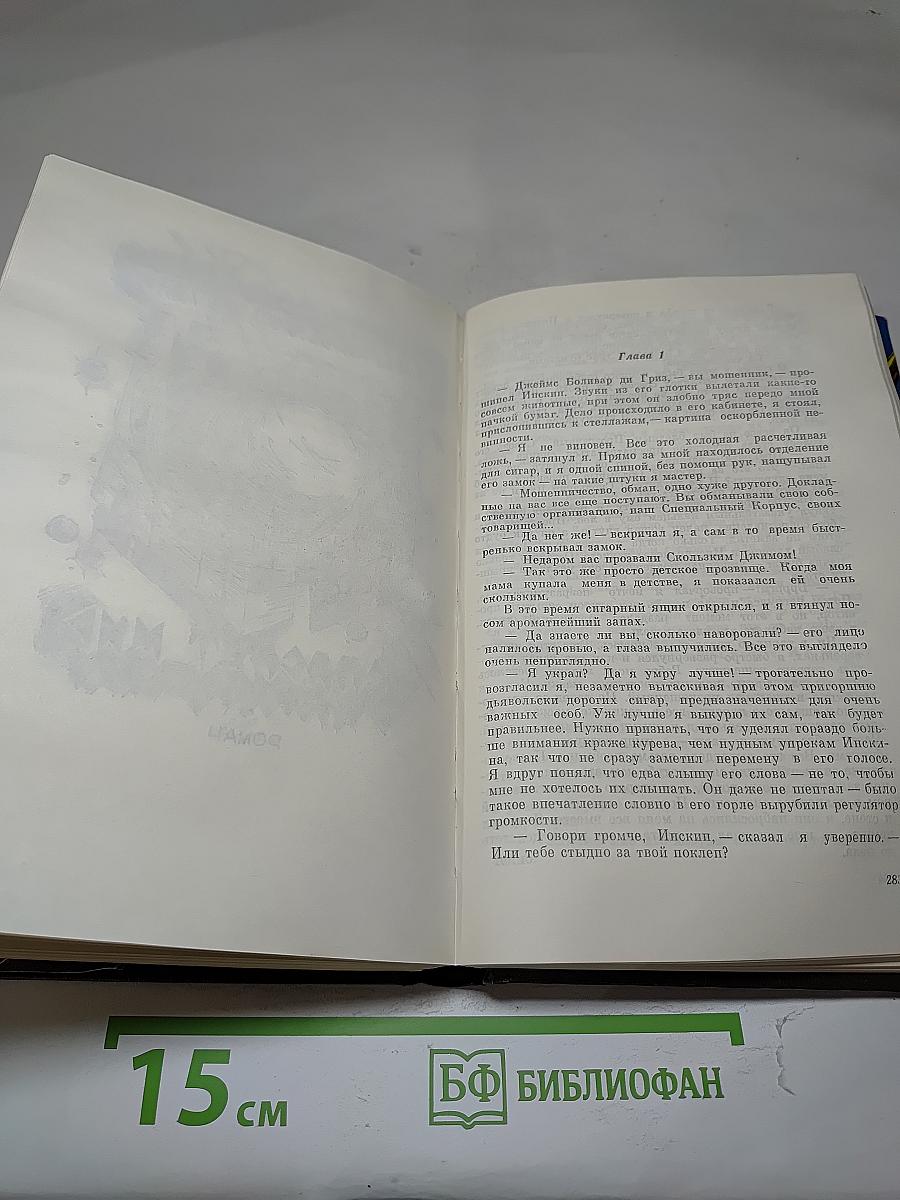 Глава 1
— Джеймс Боливар ди Гриз, — вы мошенник, — про-
шипел Инскип. Звуки из его глотки вылетали какие-то
совсем животные, при этом он злобно тряс передо мной
пачкой бумаг. Дело происходило в его кабинете, я стоял,
прислонившись к стеллажам, — картина оскорбленной не-
винности.
— Я не виновен. Все это холодная расчетливая
ложь, — затянул я. Прямо за мной находилось отделение
для сигар, и я одной спиной, без помощи рук, нащупывал
его замок — на такие штуки я мастер.
— Мошенничество, обман, одно хуже другого. Доклад-
ные на вас все еще поступают. Вы обманывали свою соб-
ственную организацию, наш Специальный Корпус, своих
товарищей...
— Да нет же! — вскричал я, а сам в то время быст-
ренько вскрывал замок.
— Недаром вас прозвали Скользким Джимом!
— Так это же просто детское прозвище. Когда моя
мама купала меня в детстве, я показался ей очень
скользким.
В это время сигарный ящик открылся, и я втянул но-
сом ароматнейший запах.
— Да знаете ли вы, сколько наворовали? — его лицо
налилось кровью, а глаза выпучились. Все это выглядело
очень неприглядно.
— Я украл? Да я умру лучше! — трогательно про-
возгласил я, незаметно вытаскивая при этом пригоршню
дьявольски дорогих сигар, предназначенных для очень
важных особ. Уж лучше я выкурю их сам, так будет
правильнее. Нужно признать, что я уделял гораздо боль-
ше внимания краже курева, чем нудным упрекам Ински-
па, так что не сразу заметил перемену в его голосе.
Я вдруг понял, что едва слышу его слова — не то, чтобы
мне не хотелось их слышать. Он даже не шептал — было
такое впечатление словно в его горле вырубили регулятор
громкости.
— Говори громче, Инскип, — сказал я уверенно. —
Или тебе стыдно за твой поклеп?
283
РОМАН
15 см
БФ БИБЛИОФАН